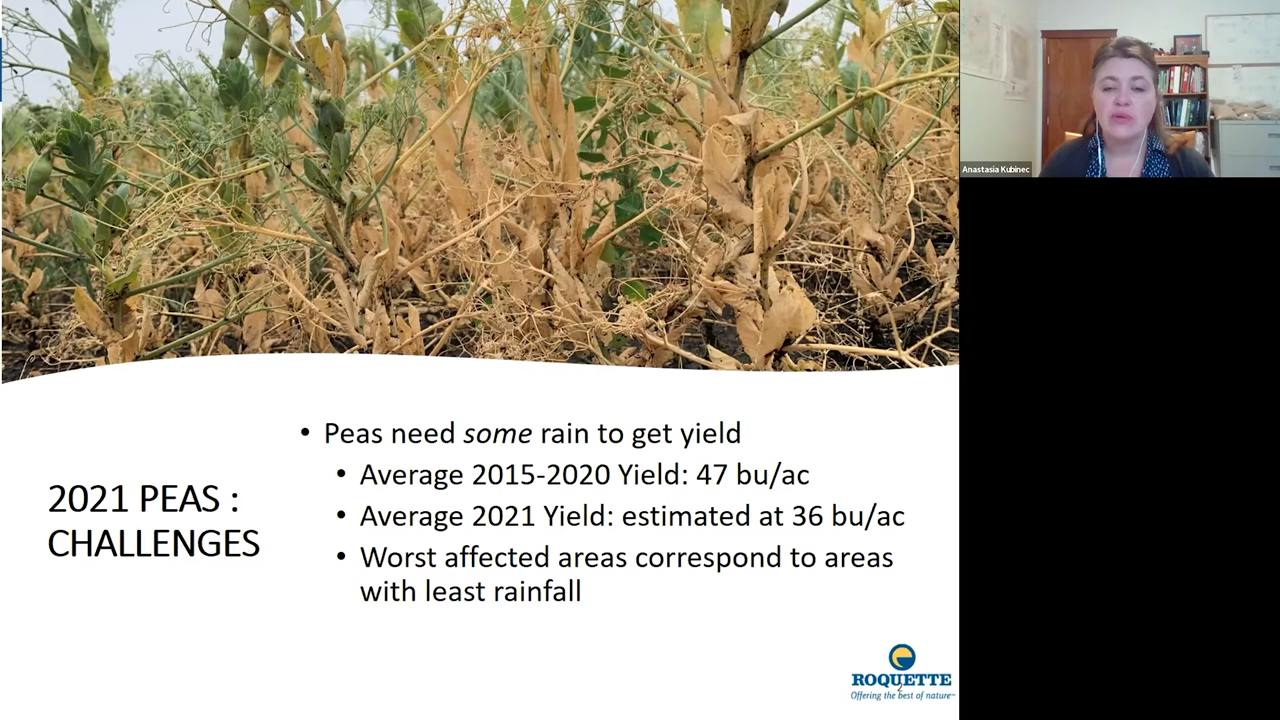 Anastasia Kubinec
2021 PEAS :
CHALLENGES
• Peas need some rain to get yield
• Average 2015-2020 Yield: 47 bu/ac
• Average 2021 Yield: estimated at 36 bu/ac
• Worst affected areas correspond to areas
with least rainfall
ROQUETTE
2
Offering the best of nature™